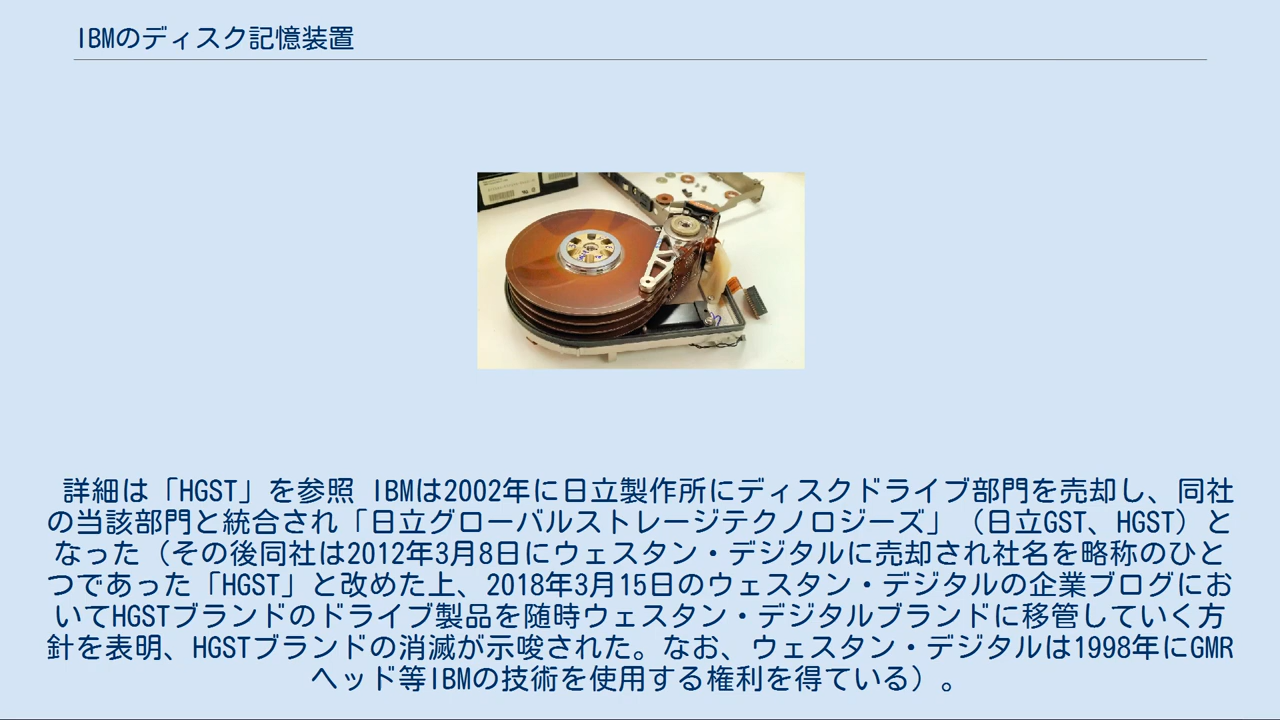 IBMのディスク記憶装置
詳細は「HGST」を参照 IBMは2002年に日立製作所にディスクドライブ部門を売却し、同社
の当該部門と統合され「日立グローバルストレージテクノロジーズ」（日立GST、HGST）と
なった（その後同社は2012年3月8日にウェスタン・デジタルに売却され社名を略称のひと
つであった「HGST」と改めた上、2018年3月15日のウェスタン・デジタルの企業ブログにお
いてHGSTブランドのドライブ製品を随時ウェスタン・デジタルブランドに移管していく方
針を表明、HGSTブランドの消滅が示唆された。なお、ウェスタン・デジタルは1998年にGMR
ヘッド等IBMの技術を使用する権利を得ている）。